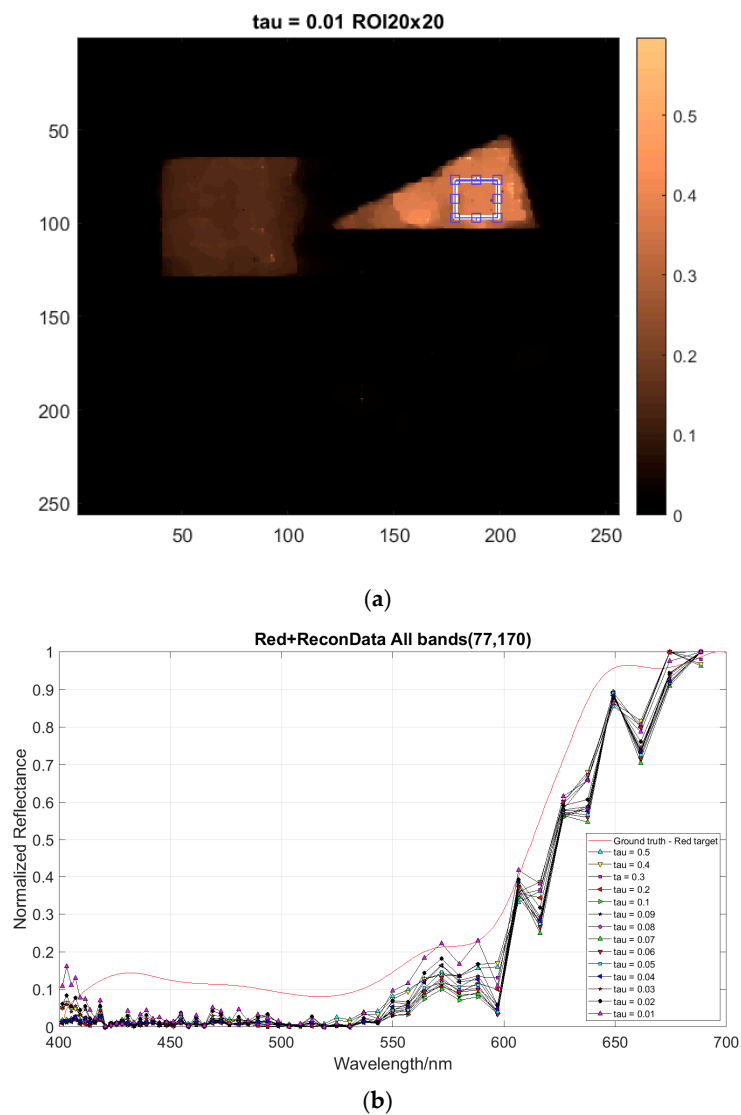 tau = 0.01 ROI20x20
50
100
150
200
250
50
100
150
200
250
0.5
0.4
0.3
0.2
0.1
0
(a)
Red+ReconData All bands(77,170)
Normalized Reflectance
1
0.9
0.8
0.7
0.6
0.5
0.4
0.3
0.2
0.1
0
400
450
500
550
600
650
700
Wavelength/nm
Ground truth - Red target
tau = 0.5
tau = 0.4
ta = 0.3
tau = 0.2
tau = 0.1
tau = 0.09
tau = 0.08
tau = 0.07
tau = 0.06
tau = 0.05
tau = 0.04
tau = 0.03
tau = 0.02
tau = 0.01
(b)